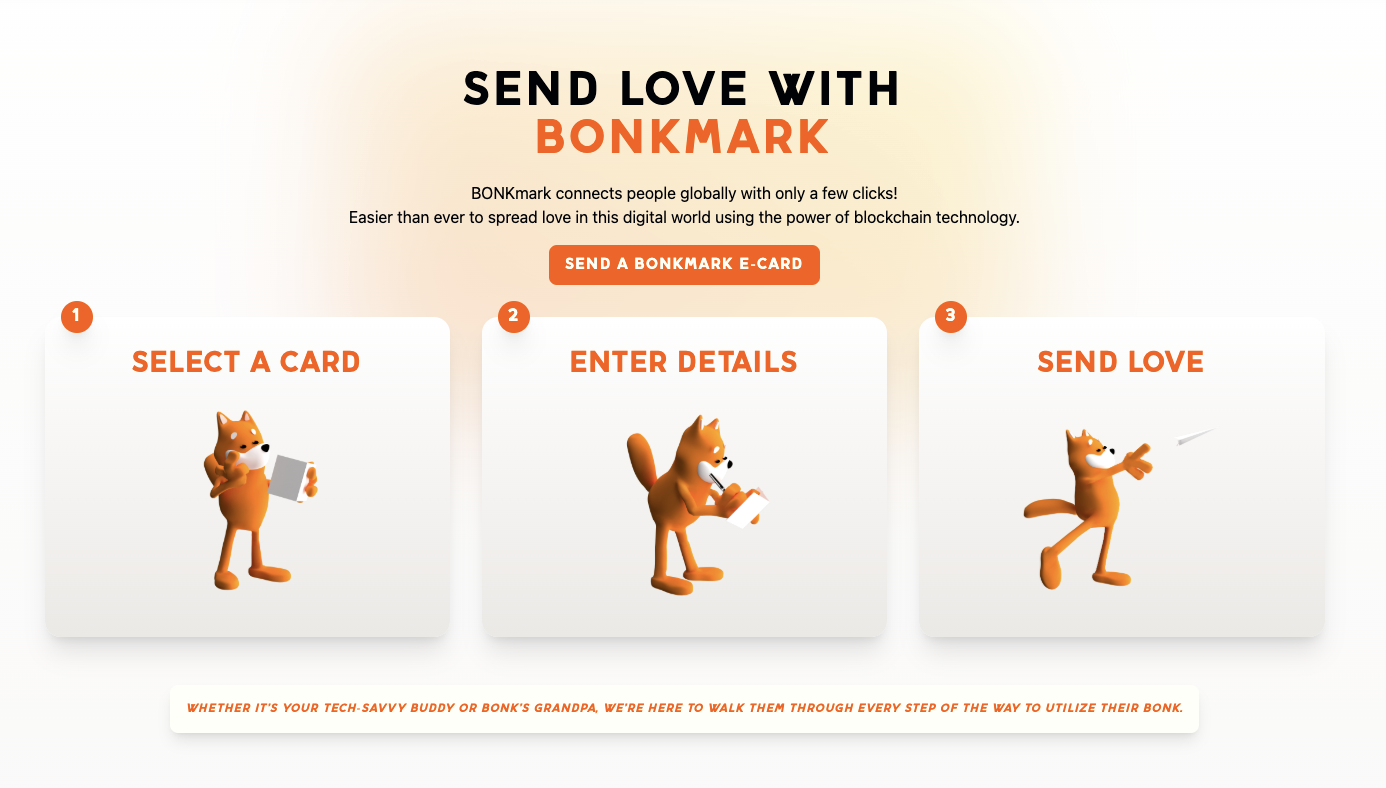 SEND LOVE WITH
BONKMARK
BONKmark connects people globally with only a few clicks!
Easier than ever to spread love in this digital world using the power of blockchain technology.
SEND A BONKMARK E-CARD
1
SELECT A CARD
2
ENTER DETAILS
3
SEND LOVE
WHETHER IT'S YOUR TECH-SAVVY BUDDY OR BONK'S GRANDPA, WE'RE HERE TO WALK THEM THROUGH EVERY STEP OF THE WAY TO UTILIZE THEIR BONK.